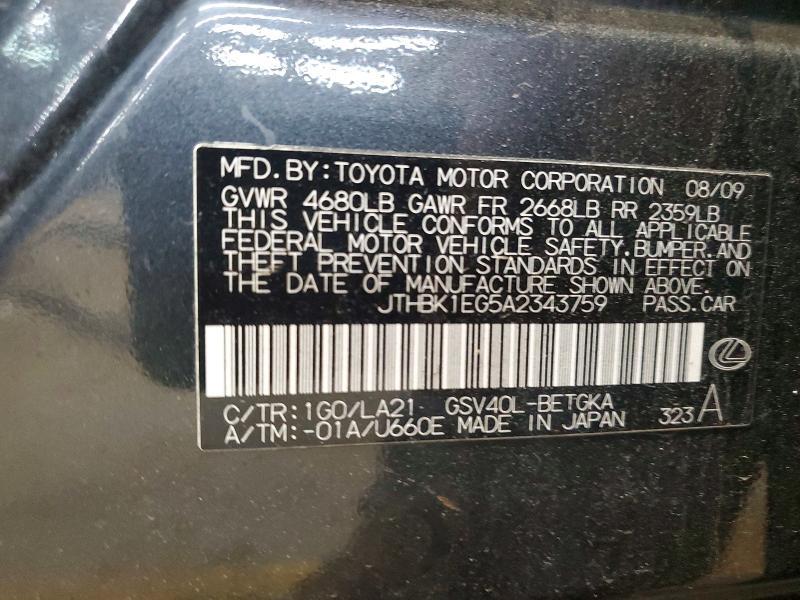 MFD.BY:TOYOTA MOTOR CORPORATION 08/09
GVWR 4680LB GAWR FR 2668LB RR 2359LB
THIS VEHICLE CONFORMS TO ALL APPLICABLE
FEDERAL MOTOR VEHICLE SAFETY,BUMPER,AND
THEFT PREVENTION STANDARDS IN EFFECT ON
THE DATE OF MANUFACTURE SHOWN ABOVE.
JTHBK1EG5A2343759 PASS.CAR
C/TR:1G0/LA21 GSV40L-BETGKA
A/TM:-01A/U660E MADE IN JAPAN 323 A